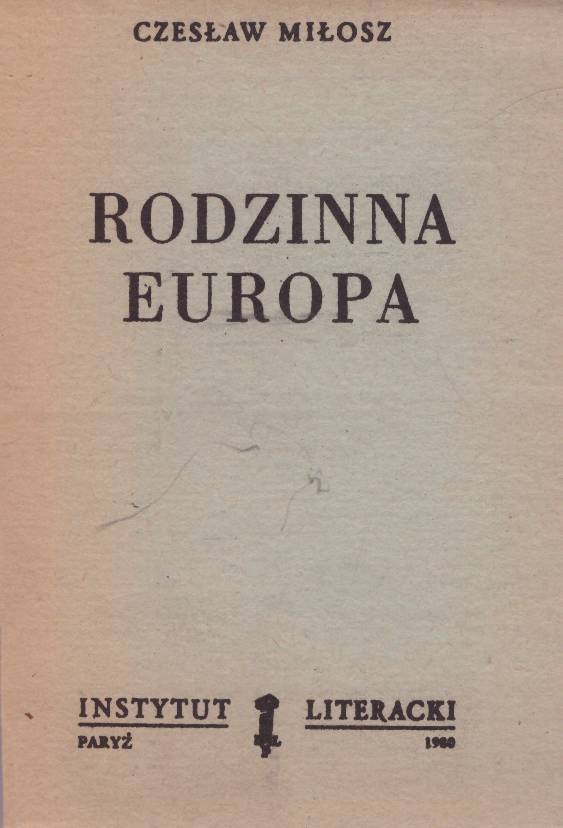 CZESŁAW MIŁOSZ
RODZINNA
EUROPA
INSTYTUT LITERACKI
PARYŻ 1980